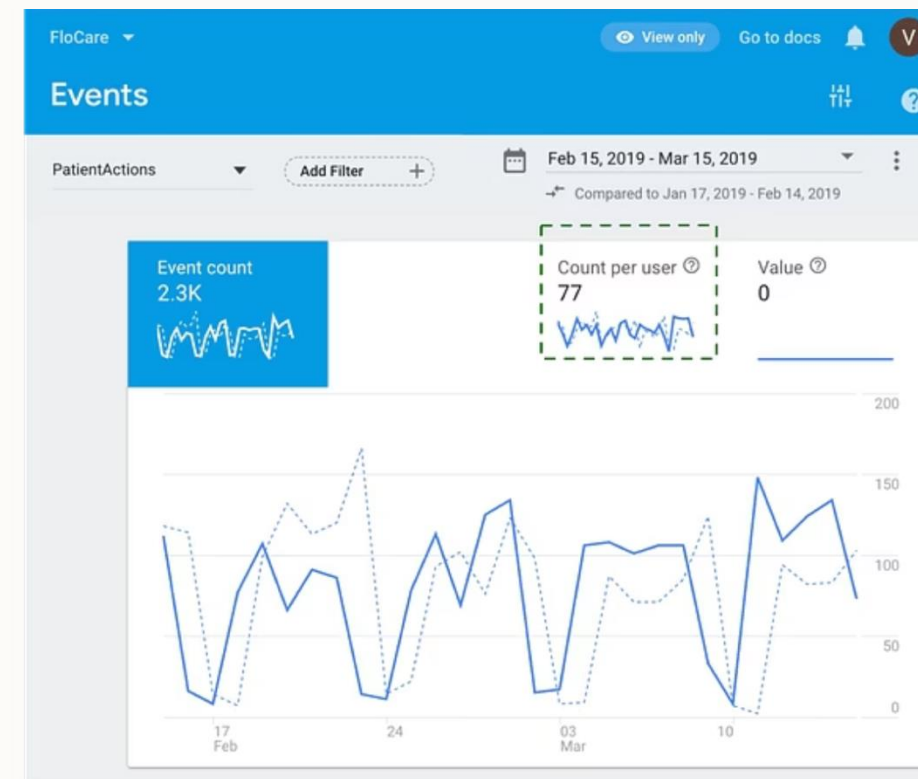 FloCare
View only
Go to docs
V
Events
PatientActions
Add Filter
Feb 15, 2019 - Mar 15, 2019
Compared to Jan 17, 2019 - Feb 14, 2019
Event count
2.3K
Count per user
77
Value
0
200
150
100
50
0
17
Feb
24
03
Mar
10